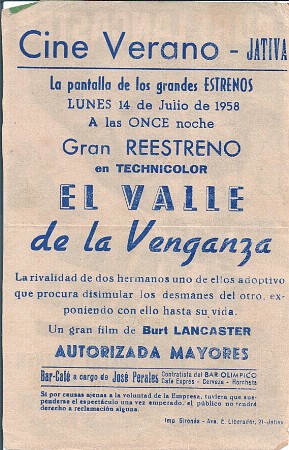 Cine Verano - JATIVA
La pantalla de los grandes ESTRENOS
LUNES 14 de Julio de 1958
A las ONCE noche
Gran REESTRENO
en TECHNICOLOR
EL VALLE
de la Venganza
La rivalidad de dos hermanos uno de ellos adoptivo
que procura disimular los desmanes del otro, ex-
poniendo con ello hasta su vida.
Un gran film de Burt LANCASTER
AUTORIZADA MAYORES
Bar-Café a cargo de José Perales Contratista del BAR OLIMPICO
Café Exprés - Cerveza - Horchata
Si por causas ajenas a la voluntad de la Empresa, tuviera que sus-
penderse el espectáculo una vez empezado, el público no tendrá
derecho a reclamación alguna.
Imp. Gironés - Ava. E. Liberador, 21-Játiva